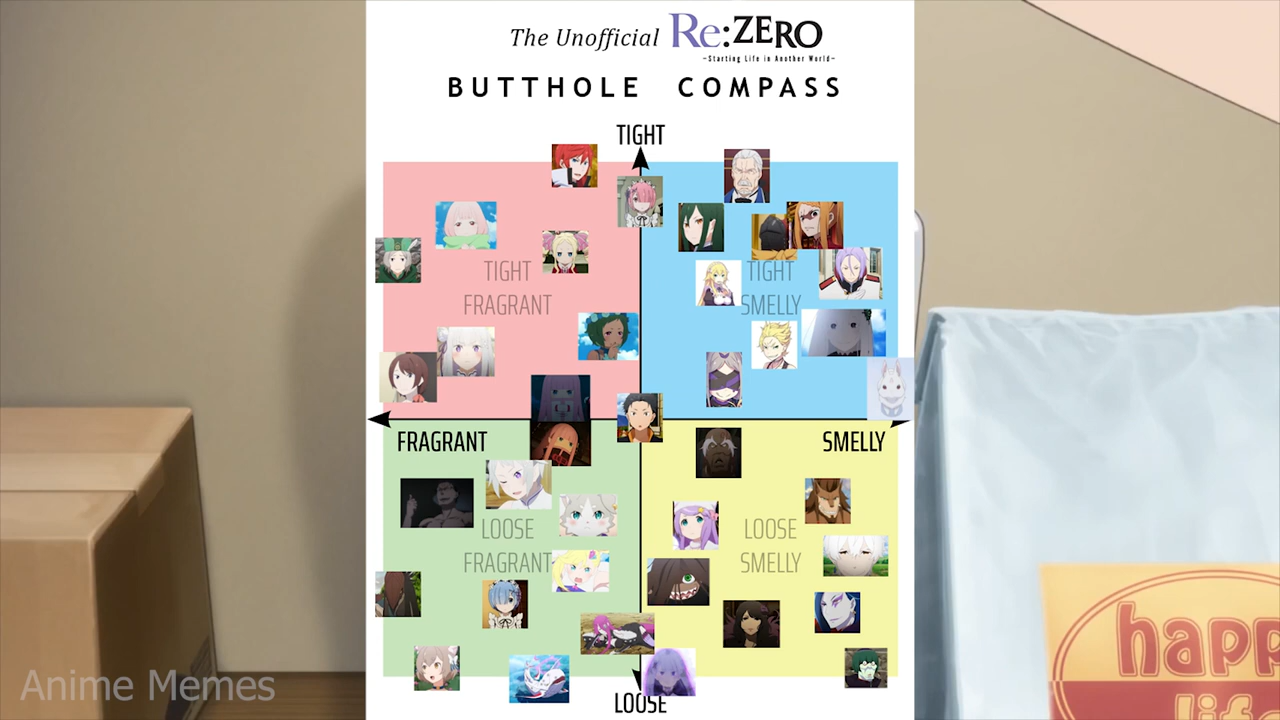 The Unofficial Re:ZERO
-Starting Life in Another World-
BUTTHOLE COMPASS
TIGHT
TIGHT
FRAGRANT
TIGHT
SMELLY
FRAGRANT
SMELLY
LOOSE
FRAGRANT
LOOSE
SMELLY
LOOSE
Anime Memes
happ
life